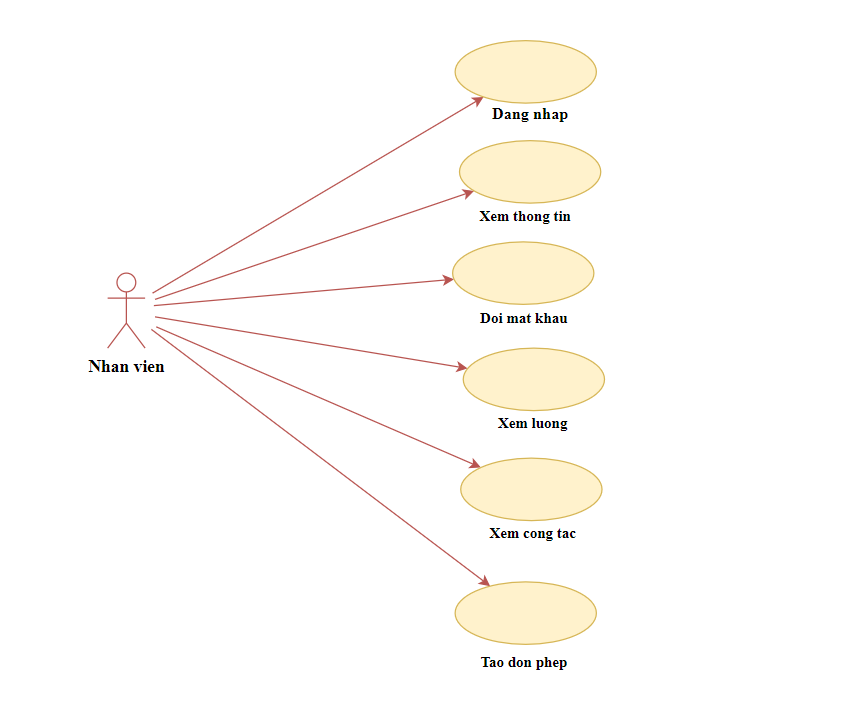 Dang nhap
Xem thong tin
Doi mat khau
Nhan vien
Xem luong
Xem cong tac
Tao don phep